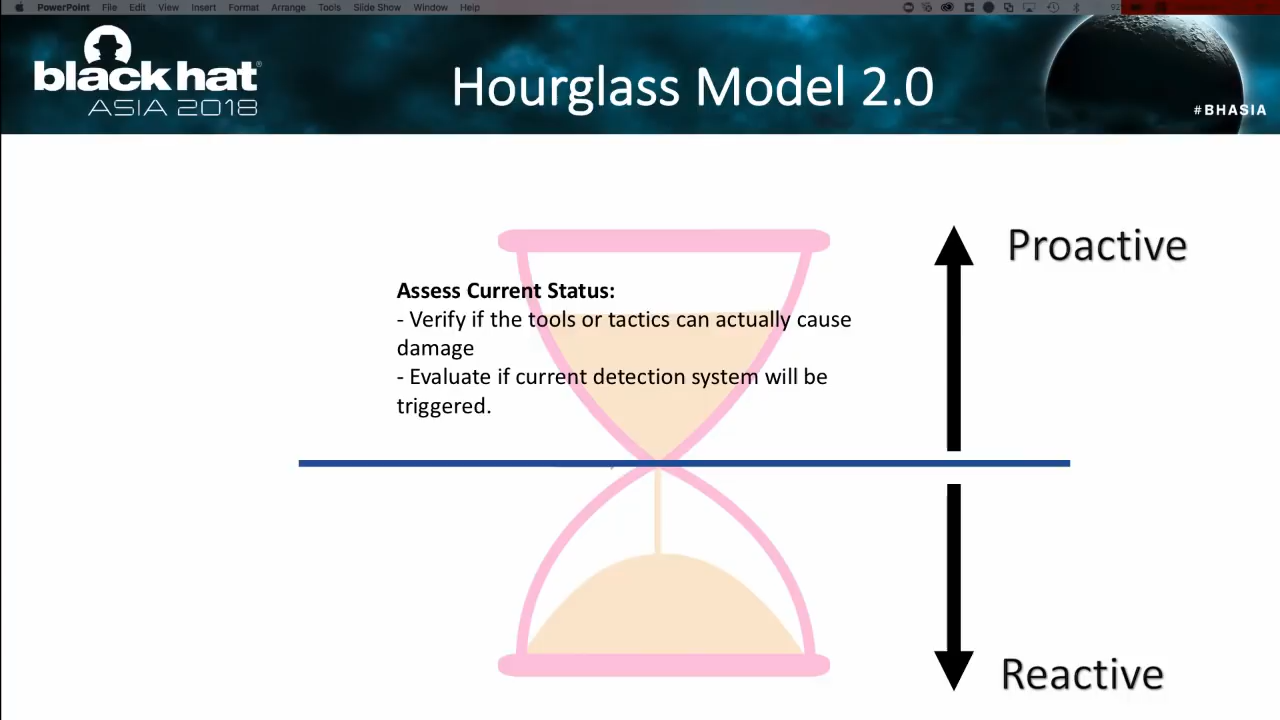 PowerPoint File Edit View Insert Format Arrange Tools Slide Show Window Help
black hat®
ASIA 2018
Hourglass Model 2.0
#BHASIA
Proactive
Assess Current Status:
- Verify if the tools or tactics can actually cause
damage
- Evaluate if current detection system will be
triggered.
Reactive